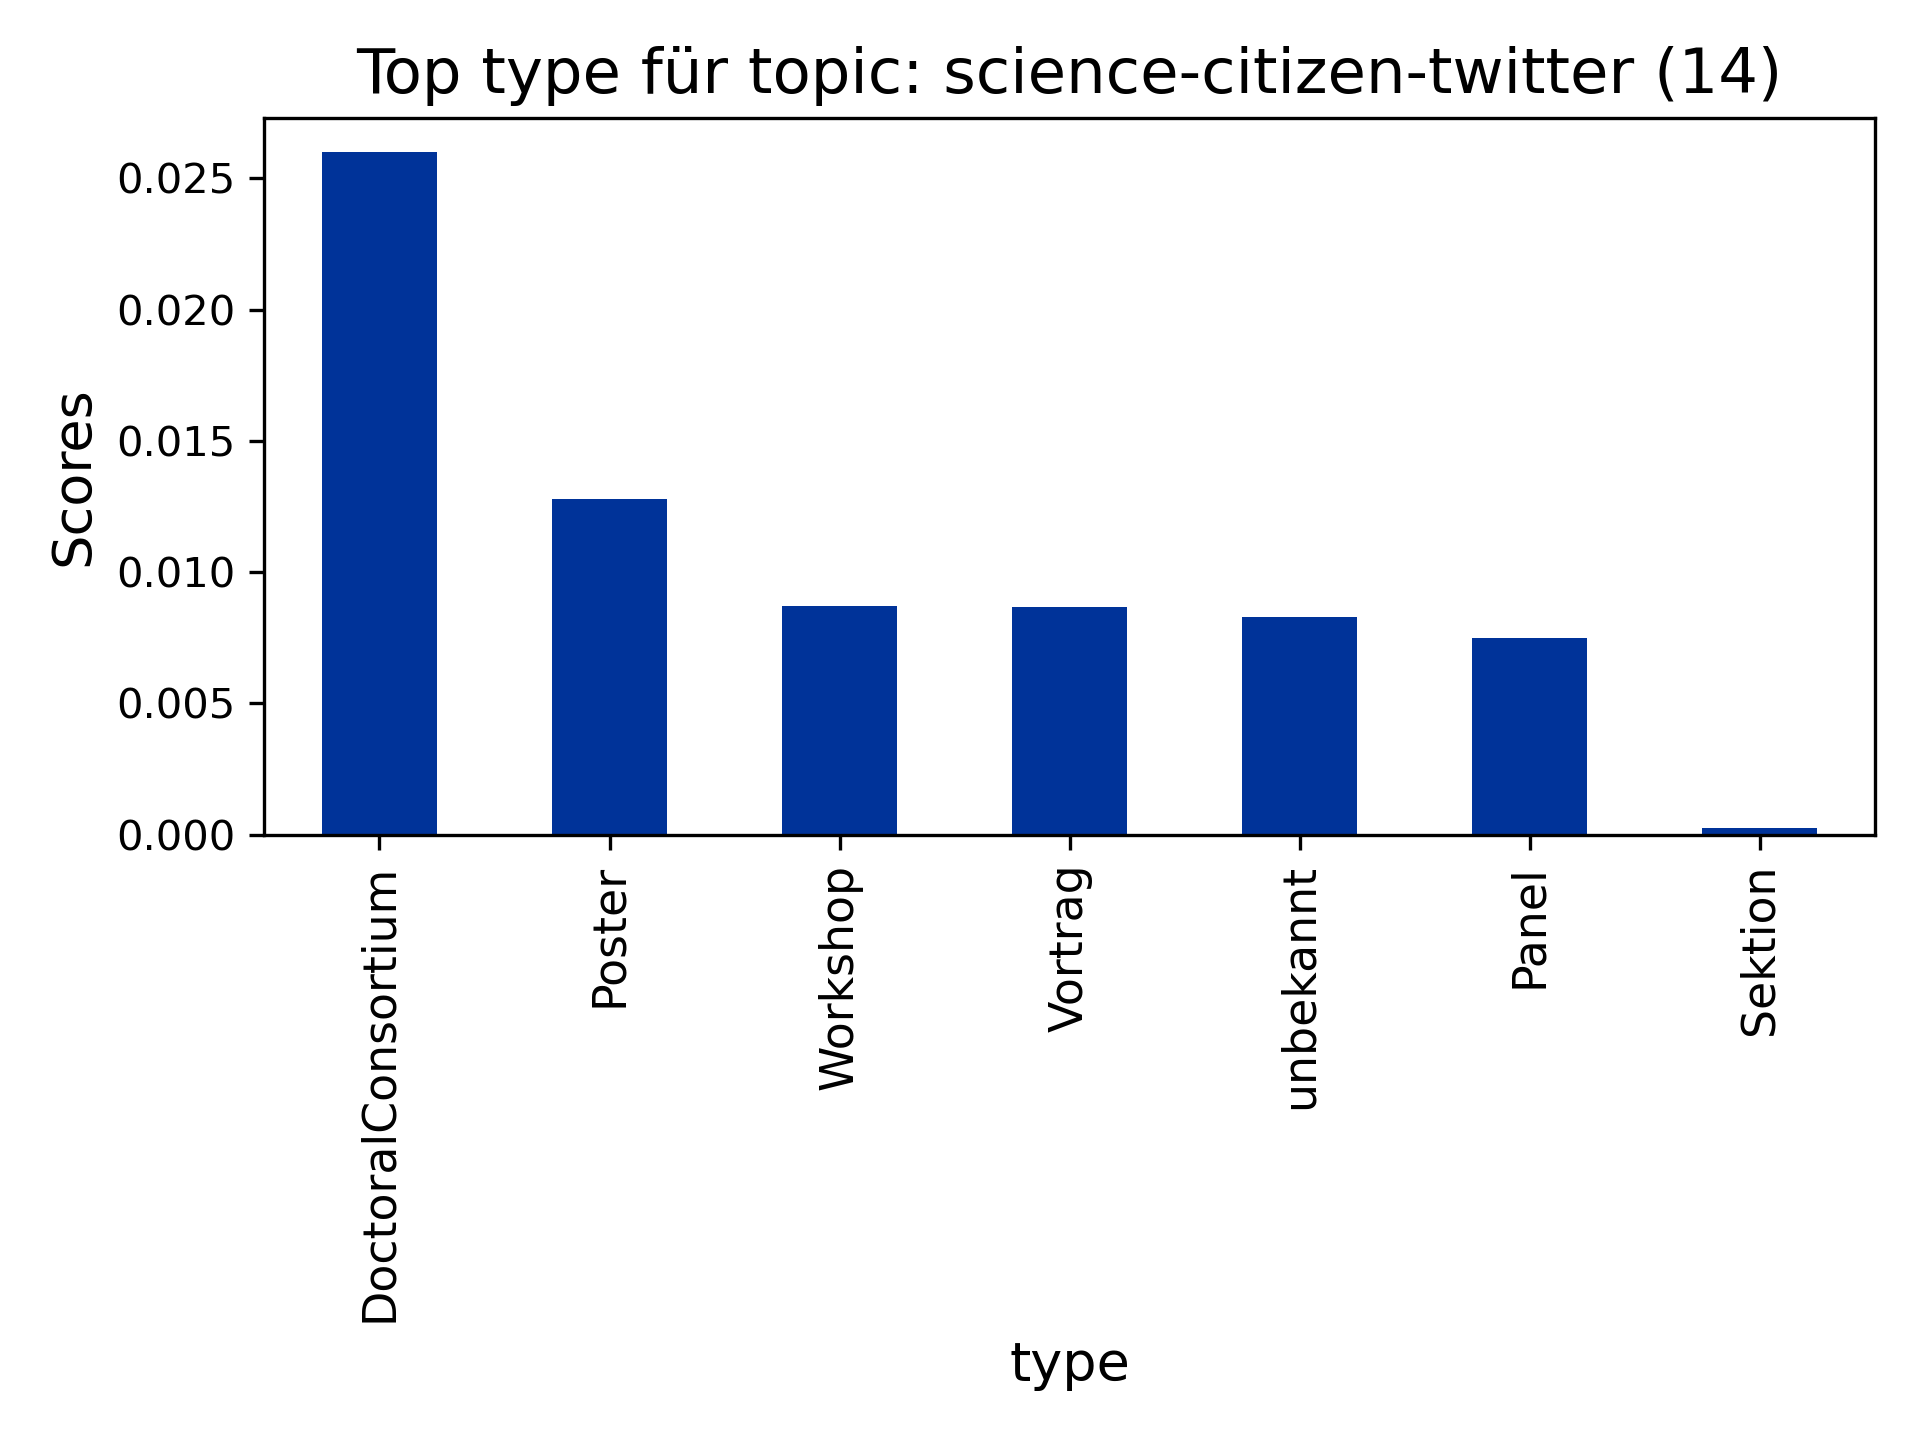 Top type für topic: science-citizen-twitter (14)
Scores
0.025
0.020
0.015
0.010
0.005
0.000
DoctoralConsortium
Poster
Workshop
Vortrag
unbekannt
Panel
Sektion
type